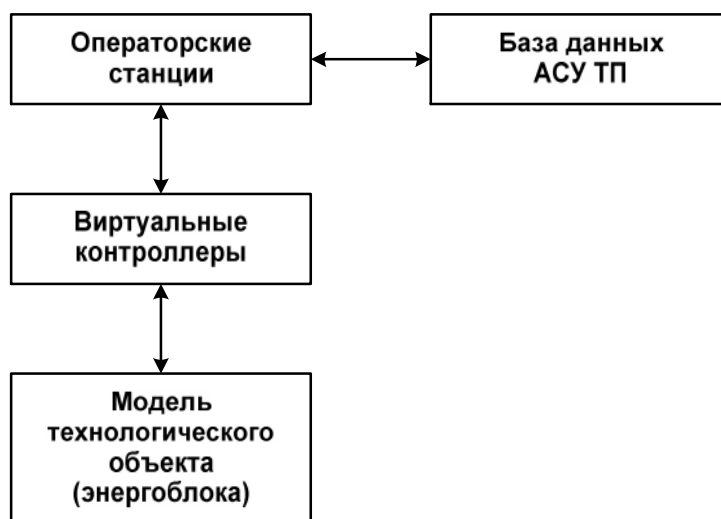 Операторские
станции
База данных
АСУ ТП
Виртуальные
контроллеры
Модель
технологического
объекта
(энергоблока)